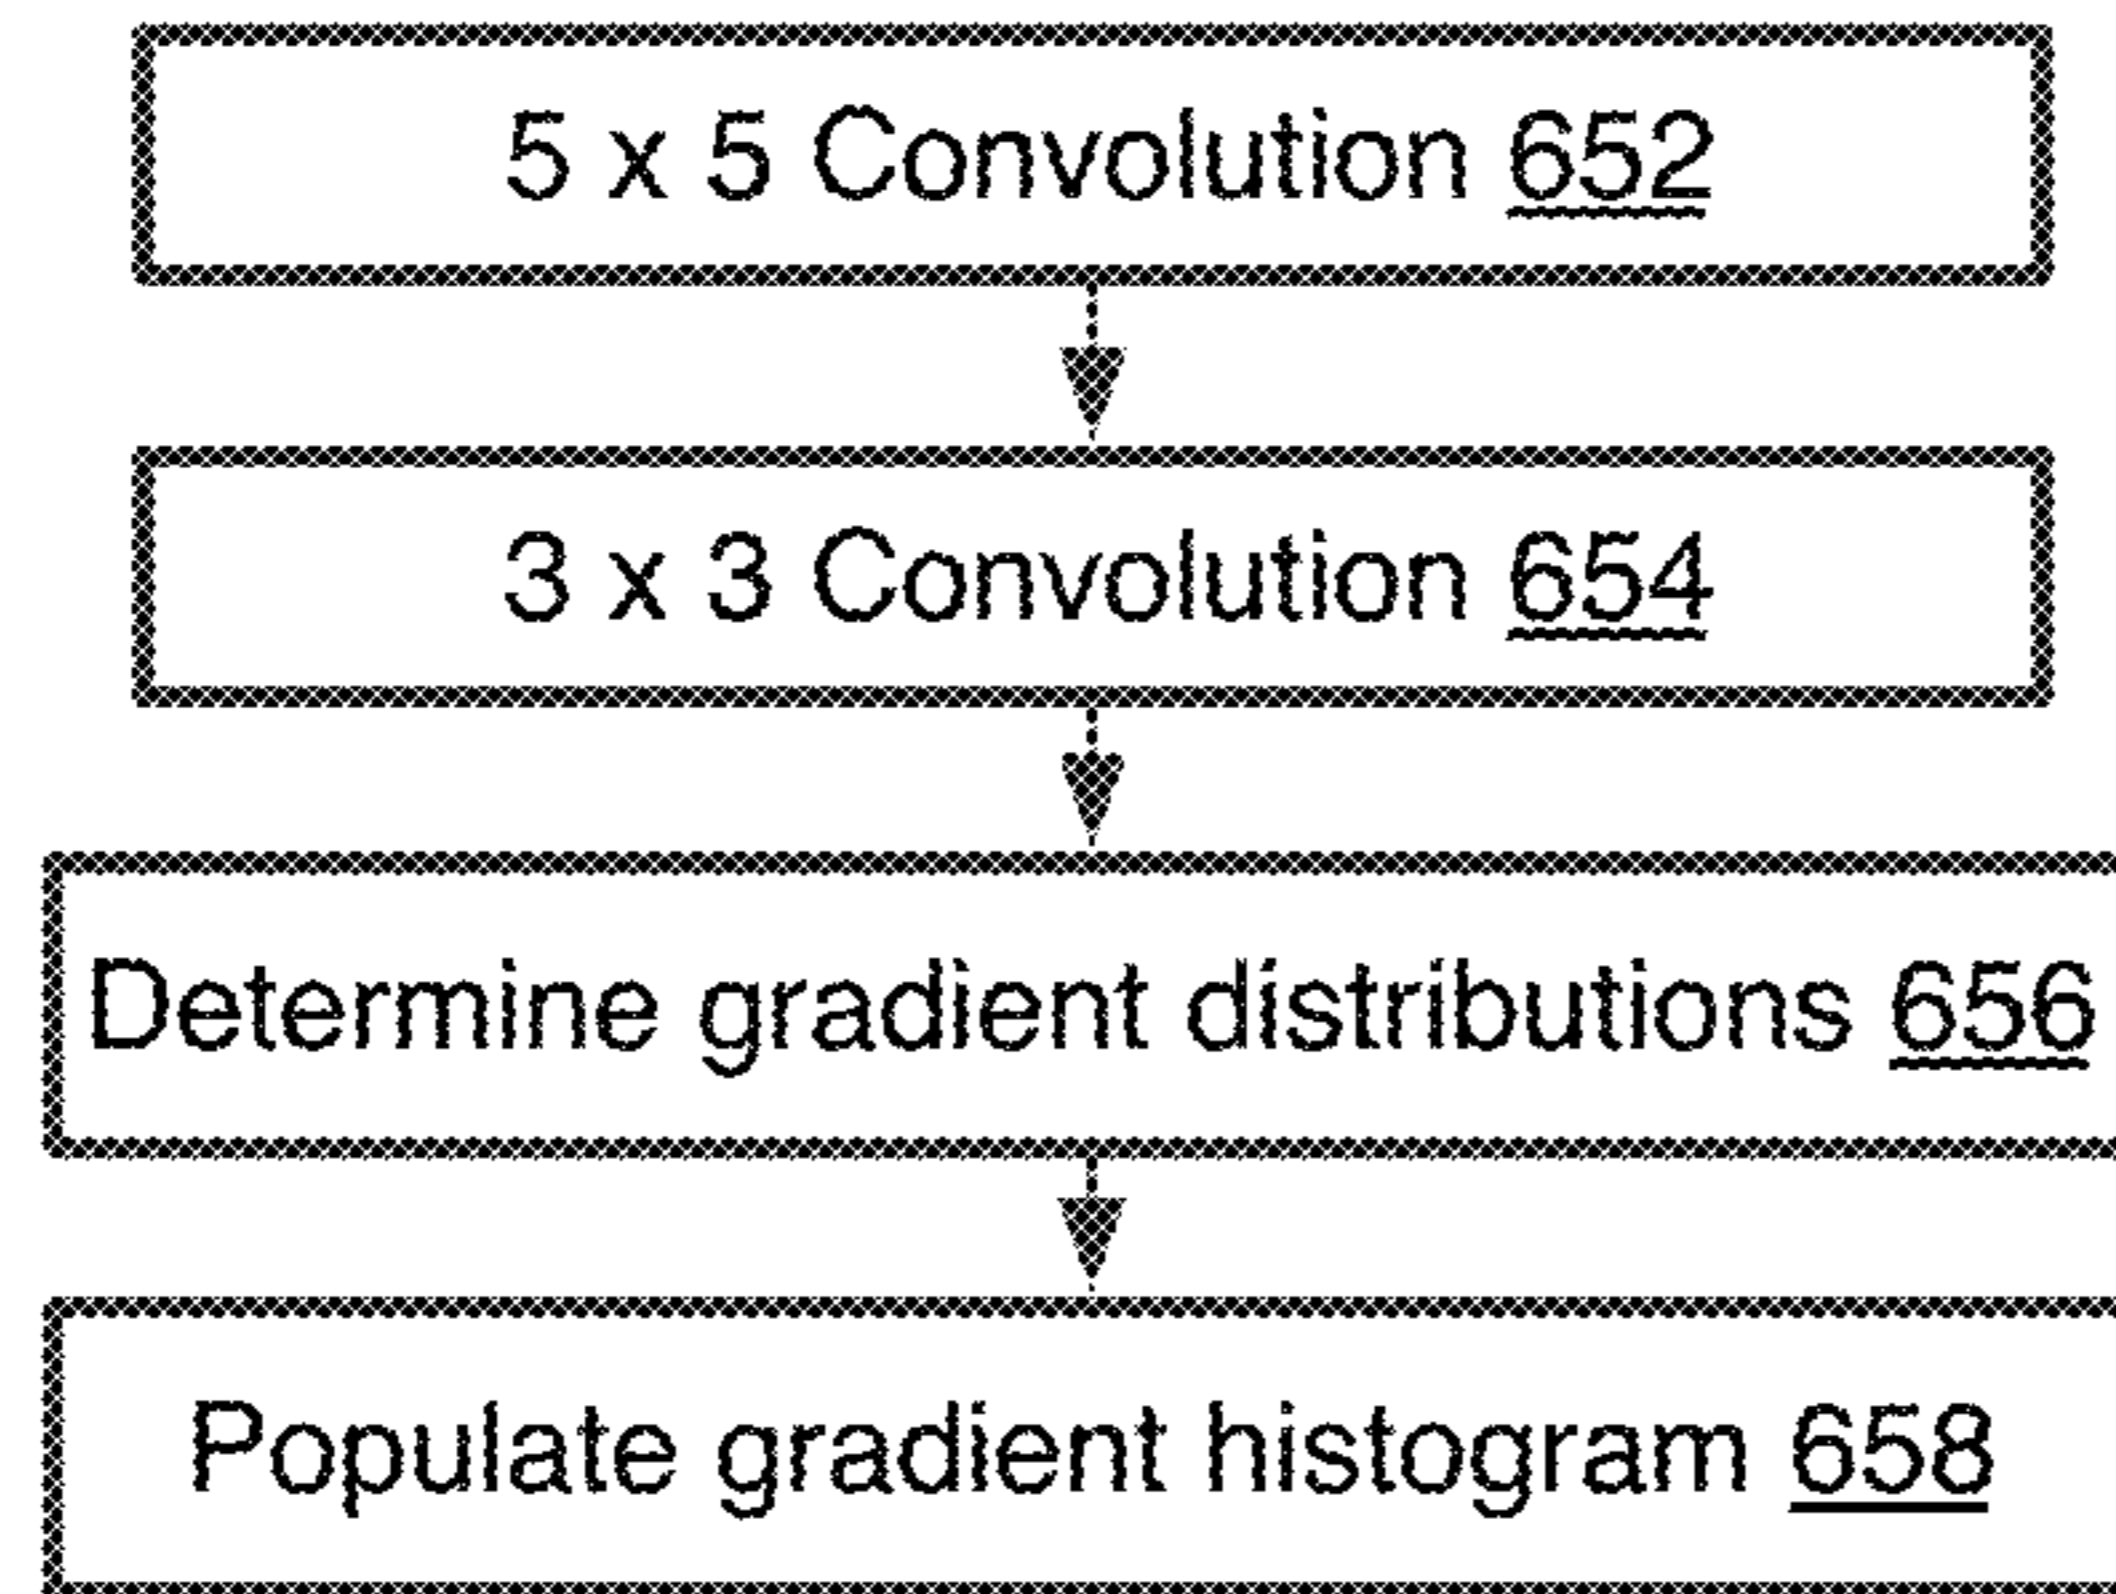 5 x 5 Convolution 652
3 x 3 Convolution 654
Determine gradient distributions 656
Populate gradient histogram 658